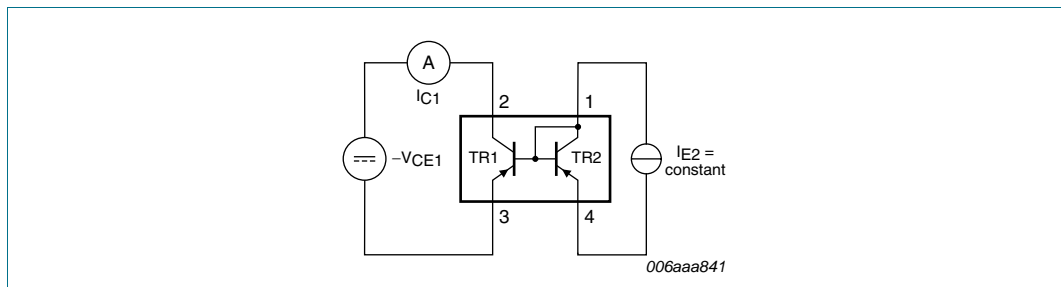 A
IC1
2
1
–VCE1
TR1
TR2
IE2 =
constant
3
4
006aaa841